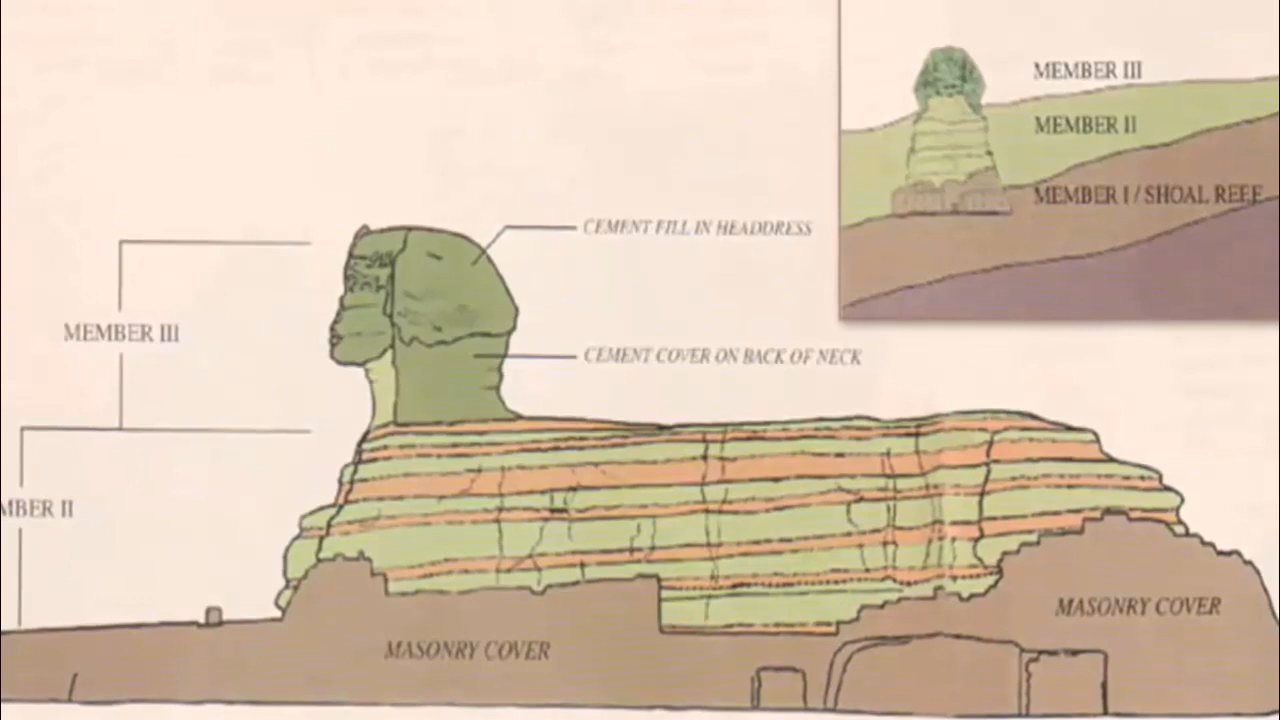 MEMBER III
MEMBER II
MEMBER I / SHOAL REEF
CEMENT FILL IN HEADDRESS
MEMBER III
CEMENT COVER ON BACK OF NECK
MBER II
MASONRY COVER
MASONRY COVER